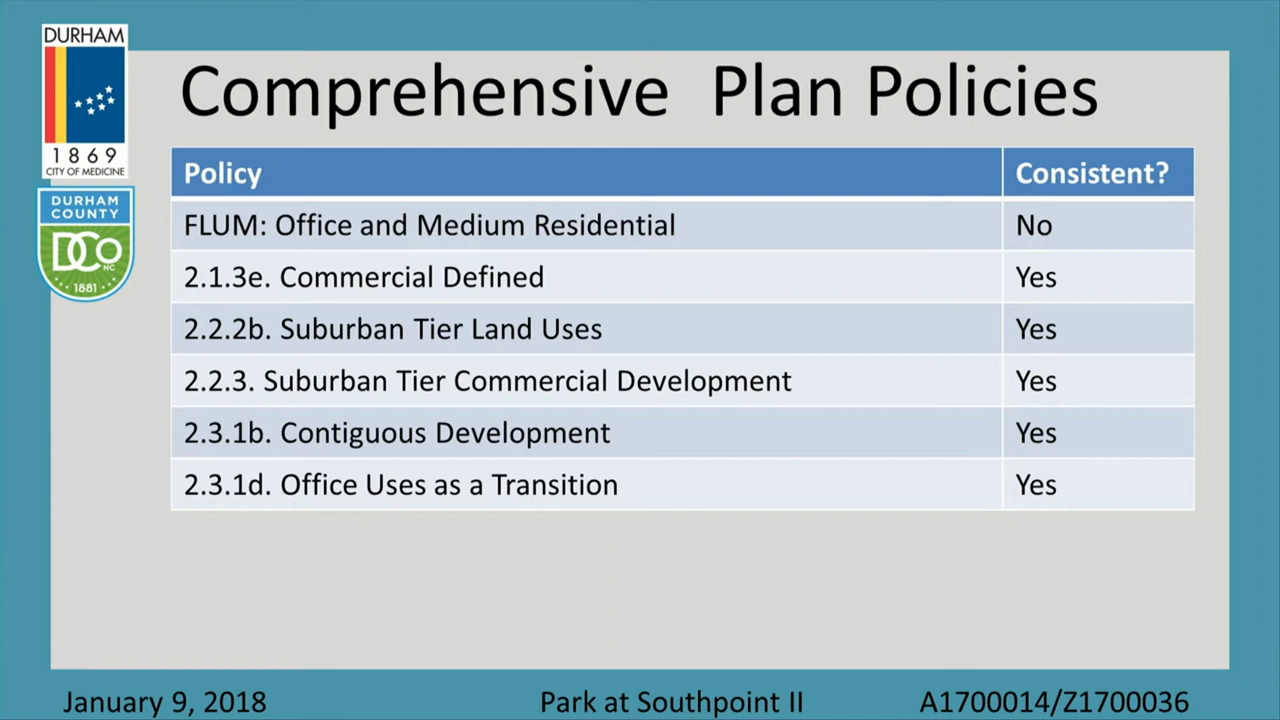 DURHAM
1869
CITY OF MEDICINE
DURHAM
COUNTY
DCo
NC
1881
Comprehensive Plan Policies
Policy Consistent?
FLUM: Office and Medium Residential No
2.1.3e. Commercial Defined Yes
2.2.2b. Suburban Tier Land Uses Yes
2.2.3. Suburban Tier Commercial Development Yes
2.3.1b. Contiguous Development Yes
2.3.1d. Office Uses as a Transition Yes
January 9, 2018 Park at Southpoint II A1700014/Z1700036